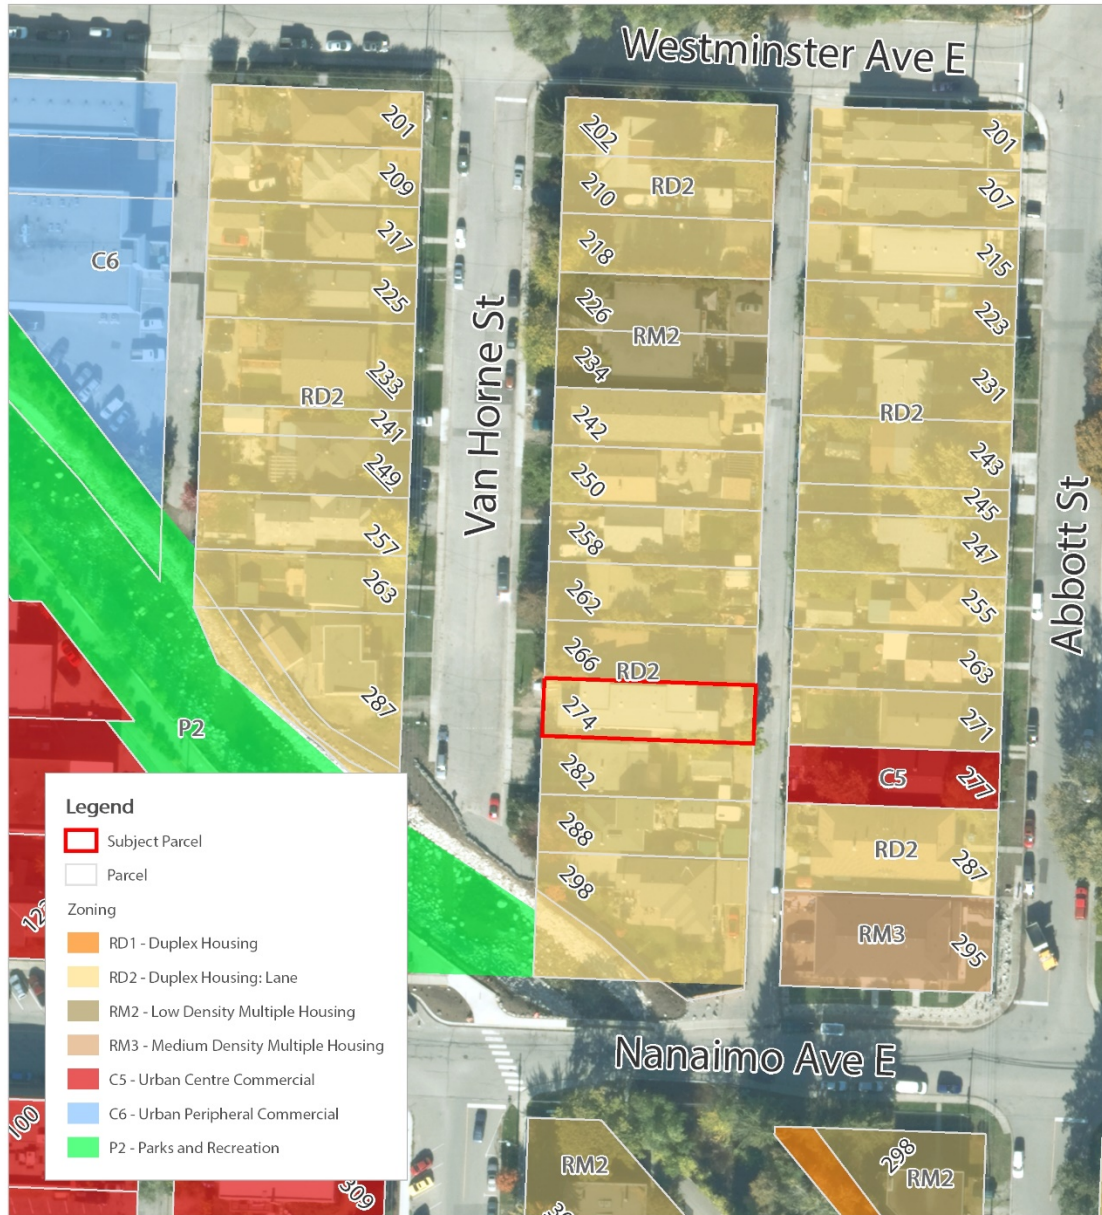 Westminster Ave E
201
209
217
225
233
241
249
257
263
287
RD2
C6
P2
Van Horne St
202
210
218
226
234
242
250
258
262
266
274
282
288
298
RD2
RM2
RD2
201
207
215
223
231
243
245
247
255
263
271
277
287
295
RD2
C5
RD2
RM3
Abbott St
Nanaimo Ave E
RM2
298
RM2
100
309
Legend
Subject Parcel
Parcel
Zoning
RD1 - Duplex Housing
RD2 - Duplex Housing: Lane
RM2 - Low Density Multiple Housing
RM3 - Medium Density Multiple Housing
C5 - Urban Centre Commercial
C6 - Urban Peripheral Commercial
P2 - Parks and Recreation